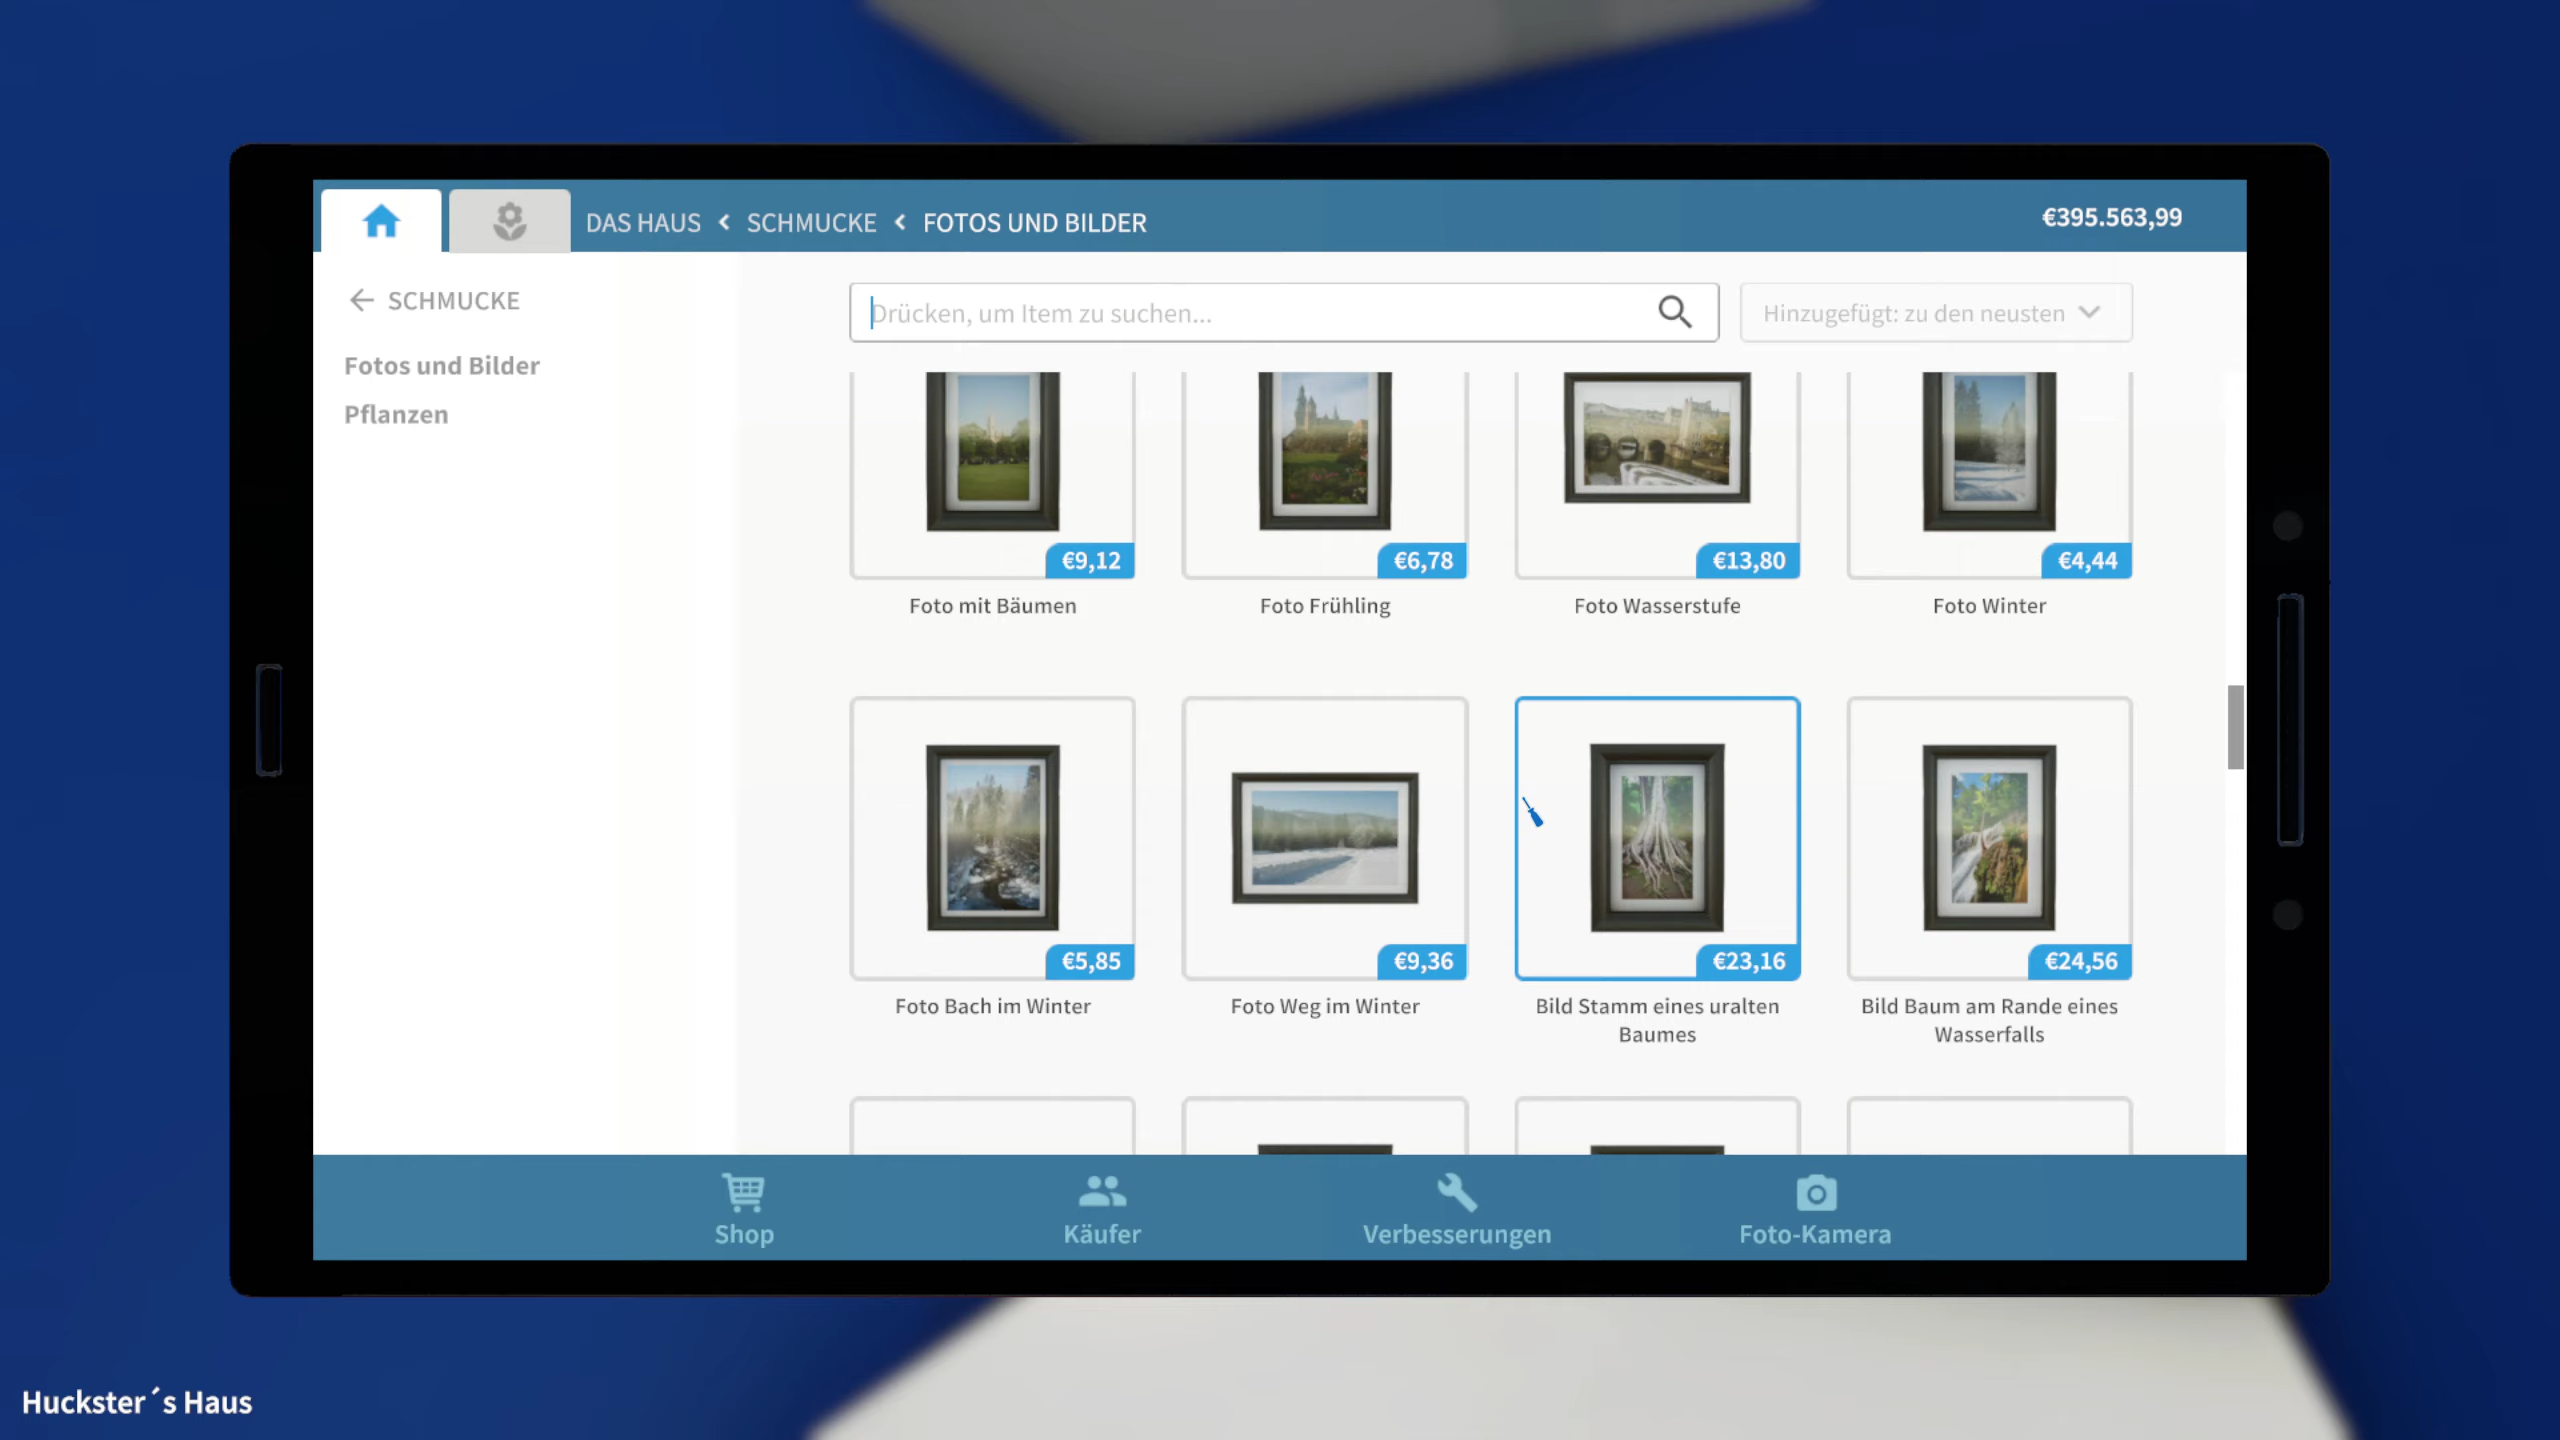 DAS HAUS < SCHMUCKE < FOTOS UND BILDER
€395.563,99
SCHMUCKE
Fotos und Bilder
Pflanzen
Drücken, um Item zu suchen...
Hinzugefügt: zu den neusten
€9,12
€6,78
€13,80
€4,44
Foto mit Bäumen
Foto Frühling
Foto Wasserstufe
Foto Winter
€5,85
€9,36
€23,16
€24,56
Foto Bach im Winter
Foto Weg im Winter
Bild Stamm eines uralten
Baumes
Bild Baum am Rande eines
Wasserfalls
Shop
Käufer
Verbesserungen
Foto-Kamera
Huckster´s Haus